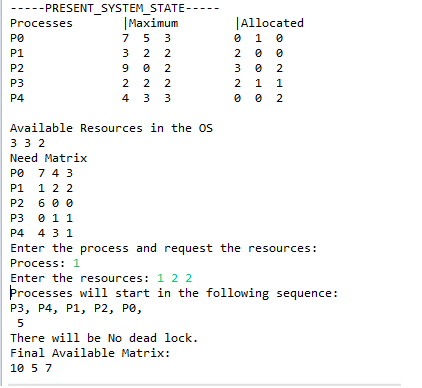 -----PRESENT_SYSTEM_STATE-----
Processes |Maximum |Allocated
P0 7 5 3 0 1 0
P1 3 2 2 2 0 0
P2 9 0 2 3 0 2
P3 2 2 2 2 1 1
P4 4 3 3 0 0 2
Available Resources in the OS
3 3 2
Need Matrix
P0 7 4 3
P1 1 2 2
P2 6 0 0
P3 0 1 1
P4 4 3 1
Enter the process and request the resources:
Process: 1
Enter the resources: 1 2 2
Processes will start in the following sequence:
P3, P4, P1, P2, P0,
5
There will be No dead lock.
Final Available Matrix:
10 5 7